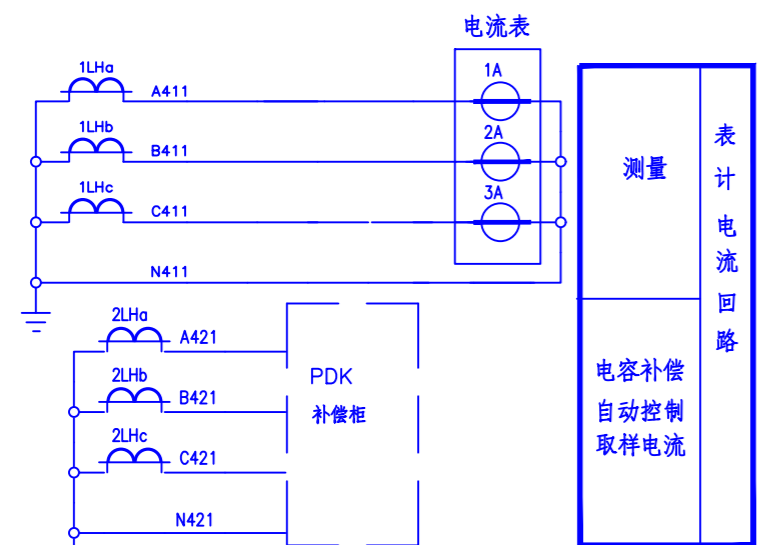 电流表
1LHa
A411
1A
1LHb
B411
2A
1LHc
C411
3A
N411
测量
表计电流回路
2LHa
A421
2LHb
B421
2LHc
C421
N421
PDK
补偿柜
电容补偿
自动控制
取样电流